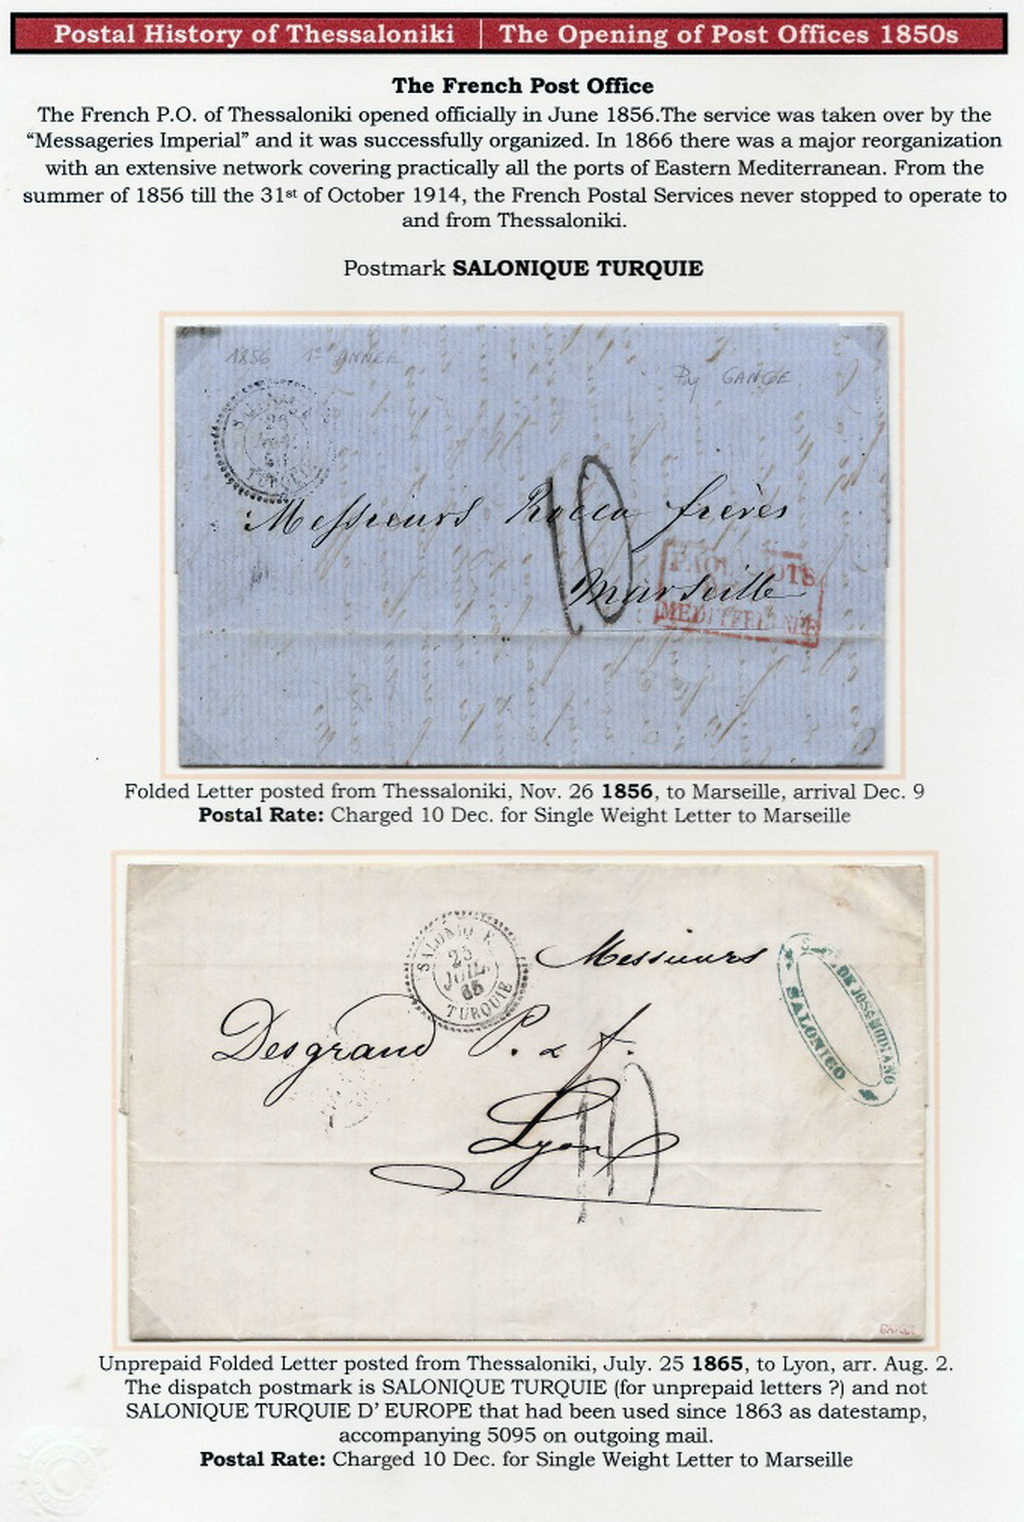 Postal History of Thessaloniki | The Opening of Post Offices 1850s
The French Post Office
The French P.O. of Thessaloniki opened officially in June 1856.The service was taken over by the
“Messageries Imperial” and it was successfully organized. In 1866 there was a major reorganization
with an extensive network covering practically all the ports of Eastern Mediterranean. From the
summer of 1856 till the 31st of October 1914, the French Postal Services never stopped to operate to
and from Thessaloniki.
Postmark SALONIQUE TURQUIE
1856 1e ANNEE
Py GANGE
26
TURQUIE
Messieurs Rocca frères
10
Marseille
MEDITERRANEE
Folded Letter posted from Thessaloniki, Nov. 26 1856, to Marseille, arrival Dec. 9
Postal Rate: Charged 10 Dec. for Single Weight Letter to Marseille
SALONIQUE
25
JUIL.
65
TURQUIE
Messieurs
DE JOS. MODIANO
SALONICO
Desgrand P. & f.
Lyon
Unprepaid Folded Letter posted from Thessaloniki, July. 25 1865, to Lyon, arr. Aug. 2.
The dispatch postmark is SALONIQUE TURQUIE (for unprepaid letters ?) and not
SALONIQUE TURQUIE D’ EUROPE that had been used since 1863 as datestamp,
accompanying 5095 on outgoing mail.
Postal Rate: Charged 10 Dec. for Single Weight Letter to Marseille